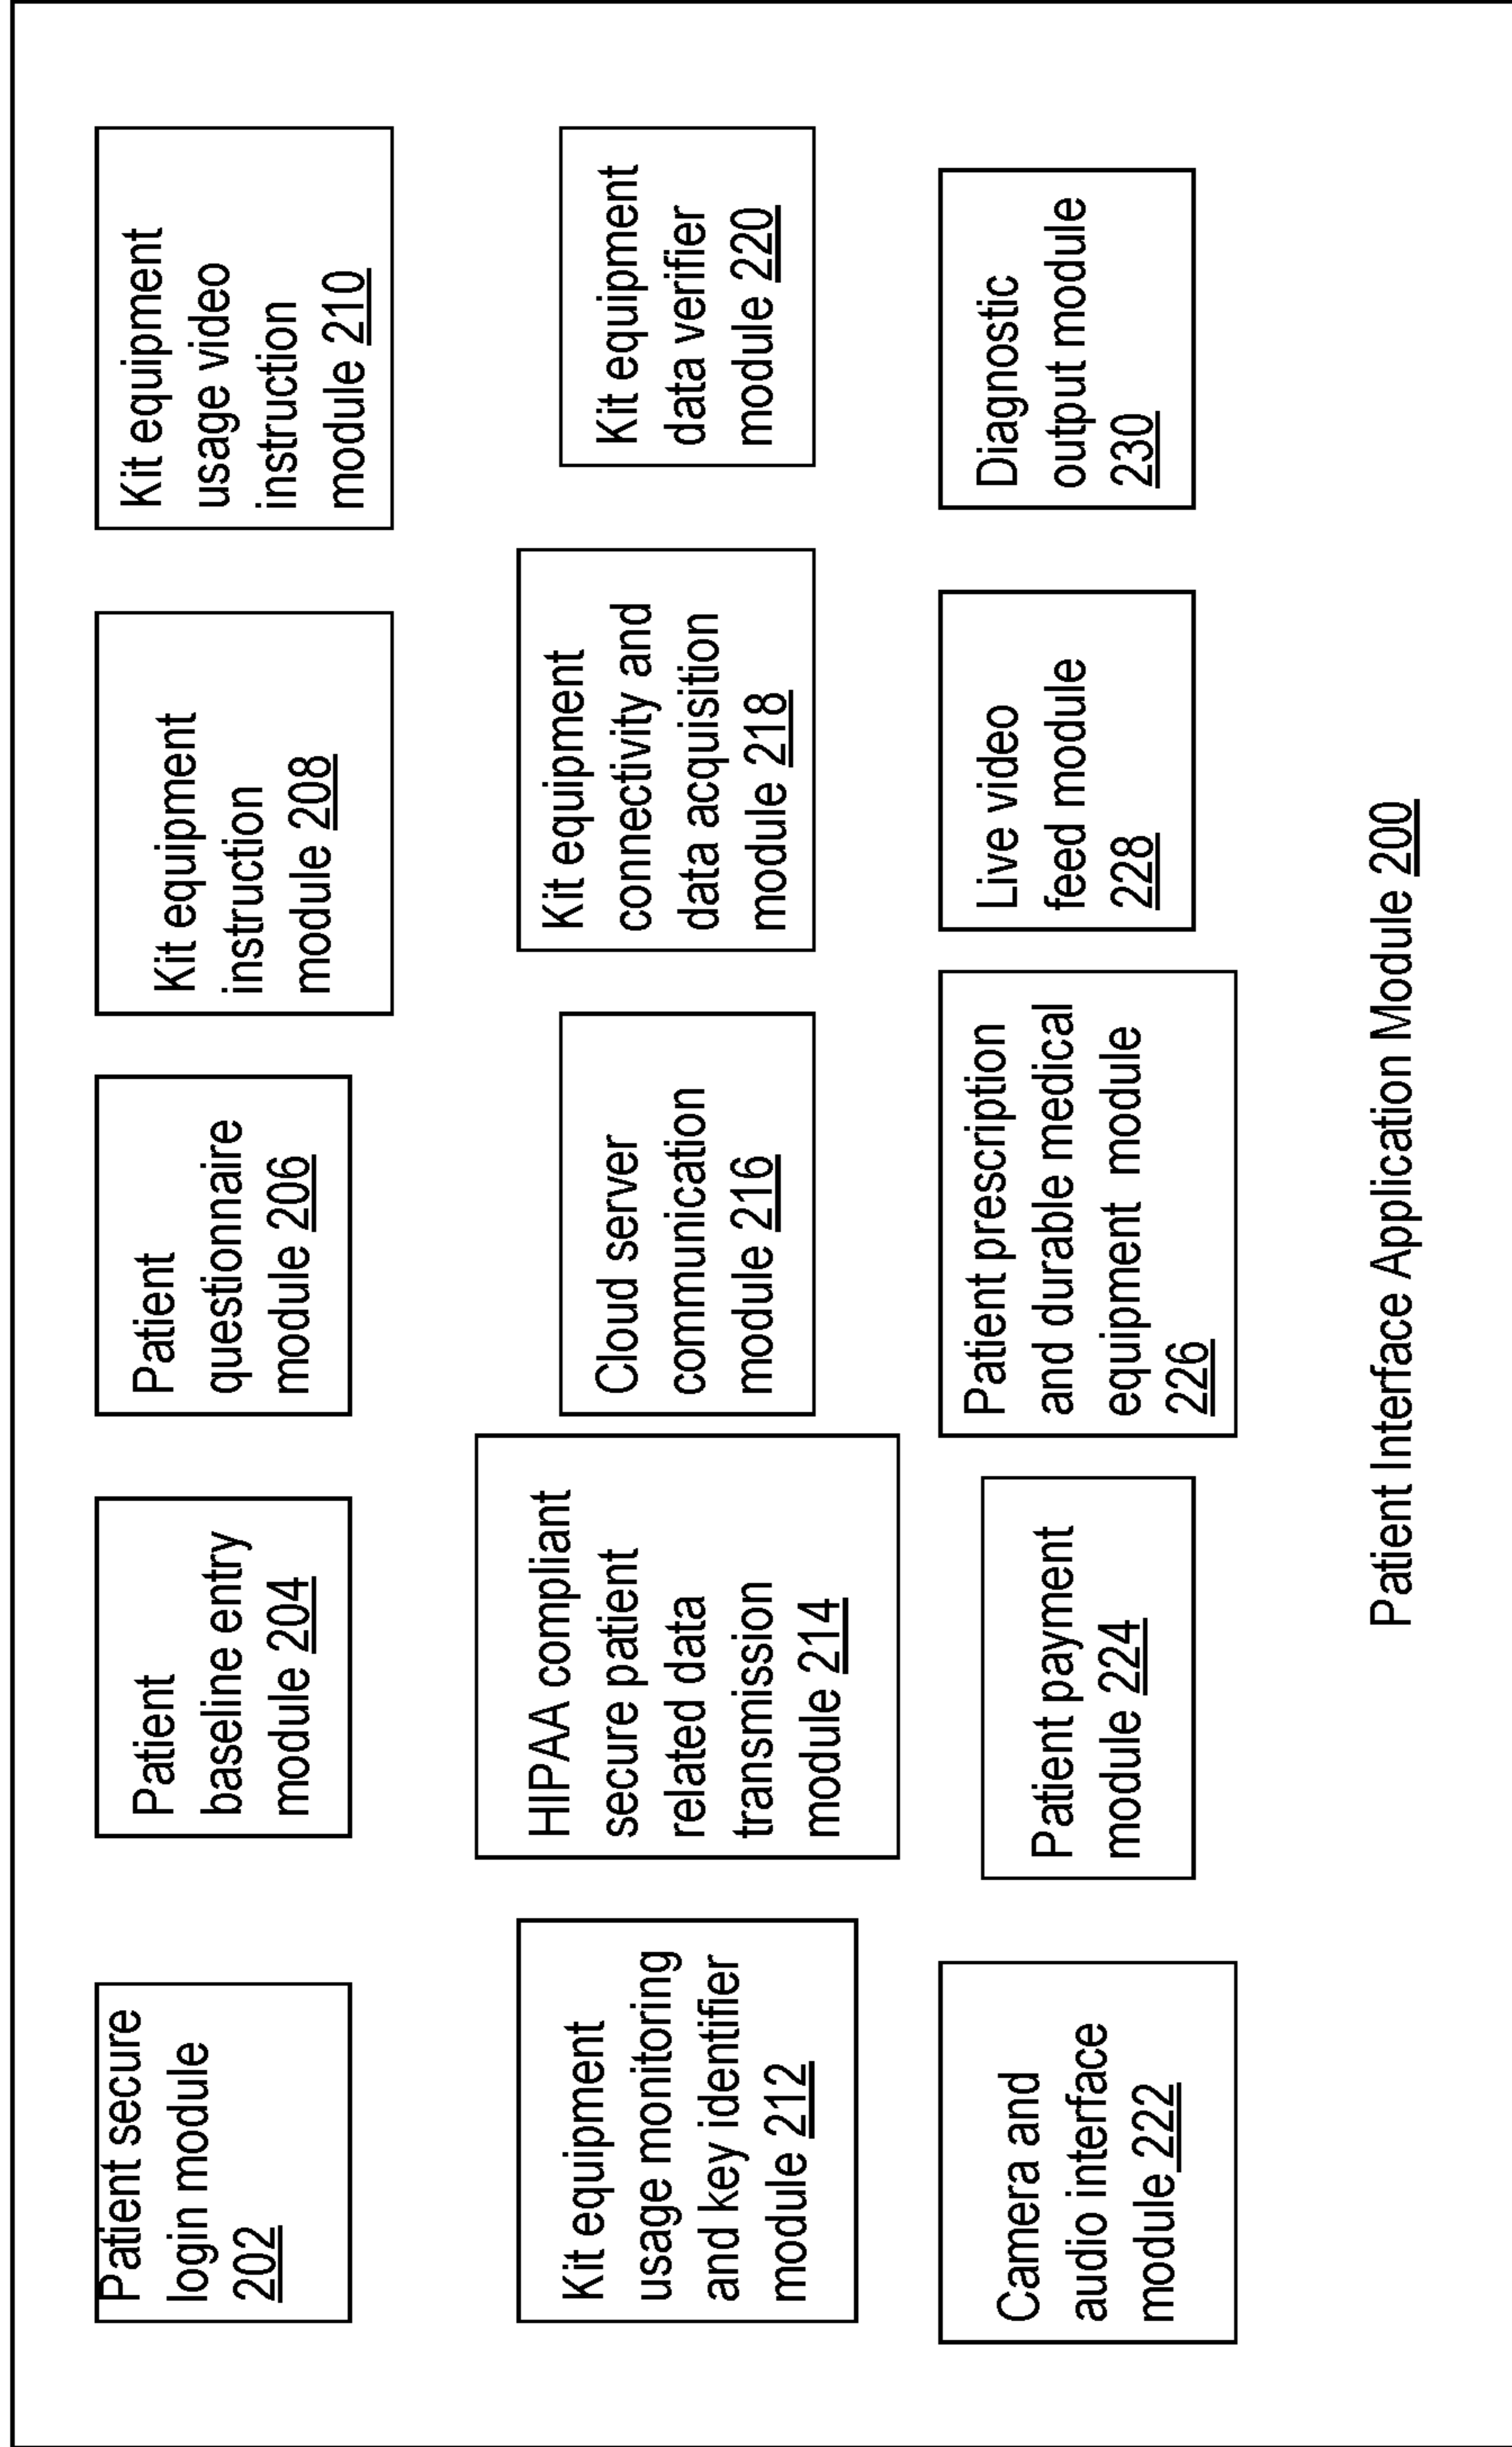 Patient secure
login module
202
Patient
baseline entry
module 204
Patient
questionnaire
module 206
Kit equipment
instruction
module 208
Kit equipment
usage video
instruction
module 210
Kit equipment
usage monitoring
and key identifier
module 212
HIPAA compliant
secure patient
related data
transmission
module 214
Cloud server
communication
module 216
Kit equipment
connectivity and
data acquisition
module 218
Kit equipment
data verifier
module 220
Camera and
audio interface
module 222
Patient payment
module 224
Patient prescription
and durable medical
equipment module
226
Live video
feed module
228
Diagnostic
output module
230
Patient Interface Application Module 200